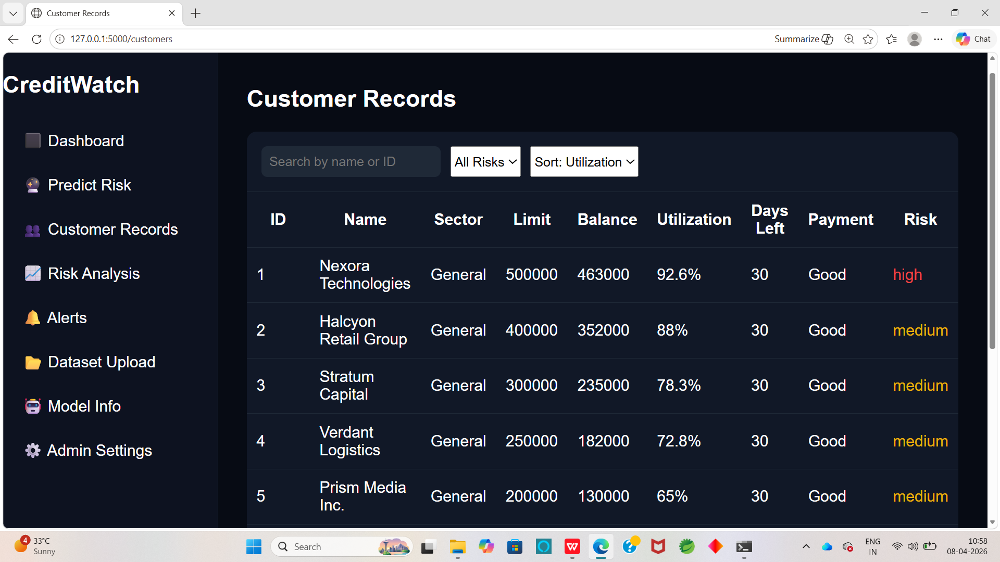 Customer Records
127.0.0.1:5000/customers
Summarize
Chat
CreditWatch
Dashboard
Predict Risk
Customer Records
Risk Analysis
Alerts
Dataset Upload
Model Info
Admin Settings
Customer Records
Search by name or ID
All Risks
Sort: Utilization
ID Name Sector Limit Balance Utilization Days Left Payment Risk
1 Nexora Technologies General 500000 463000 92.6% 30 Good high
2 Halcyon Retail Group General 400000 352000 88% 30 Good medium
3 Stratum Capital General 300000 235000 78.3% 30 Good medium
4 Verdant Logistics General 250000 182000 72.8% 30 Good medium
5 Prism Media Inc. General 200000 130000 65% 30 Good medium
4
33°C
Sunny
Search
ENG
IN
10:58
08-04-2026